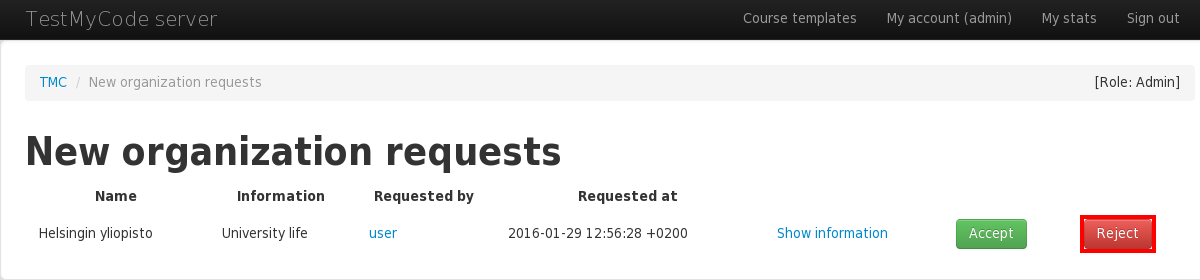 TestMyCode server Course templates My account (admin) My stats Sign out
TMC / New organization requests [Role: Admin]
New organization requests
Name Information Requested by Requested at
Helsingin yliopisto University life user 2016-01-29 12:56:28 +0200 Show information Accept Reject